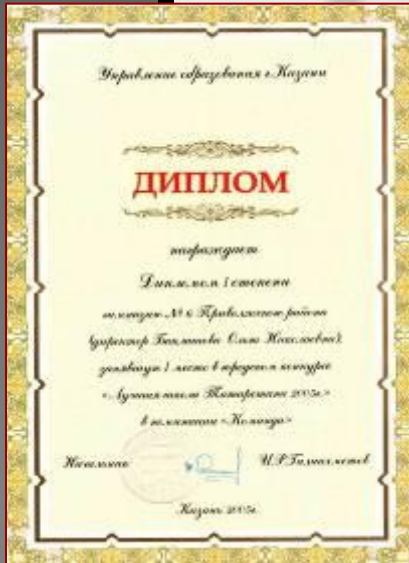 Управление образования г. Казани
ДИПЛОМ
награждает
Дипломом I степени
гимназию № 6 Приволжского района
(директор Ольга Николаевна),
занявшую 1 место в городском конкурсе
«Лучшая школа Татарстана 2005г.»
в номинации «Команда»
Начальник
Казань 2005г.